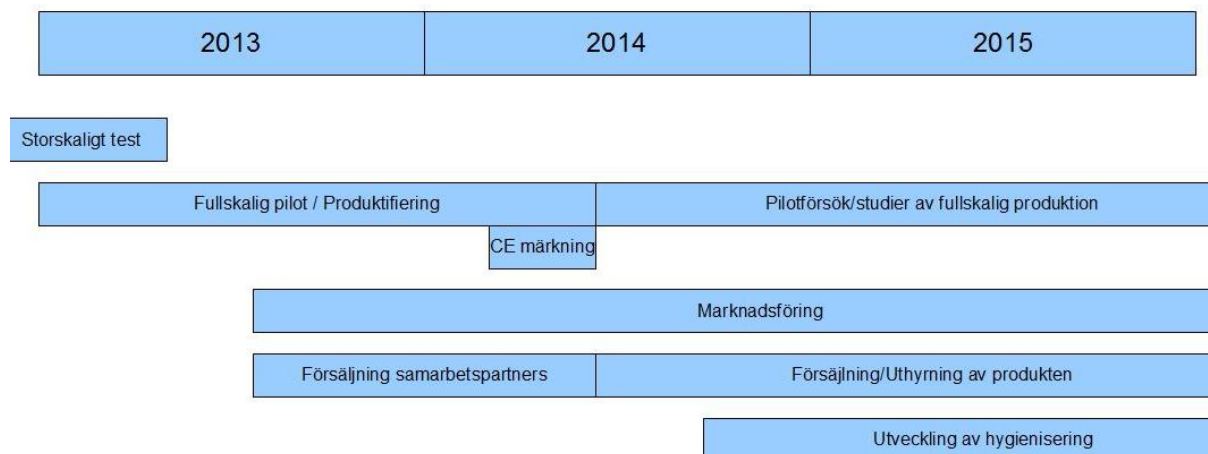 2013 2014 2015
Storskaligt test
Fullskalig pilot / Produktifiering Pilotförsök/studier av fullskalig produktion
CE märkning
Marknadsföring
Försäljning samarbetspartners Försäjlning/Uthyrning av produkten
Utveckling av hygienisering